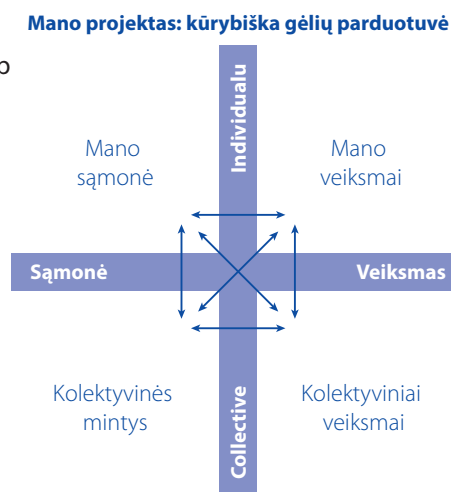 Mano projektas: kūrybiška gėlių parduotuvė
Individualu
Mano
sąmonė
Mano
veiksmai
Sąmonė
Veiksmas
Kolektyvinės
mintys
Kolektyviniai
veiksmai
Collective